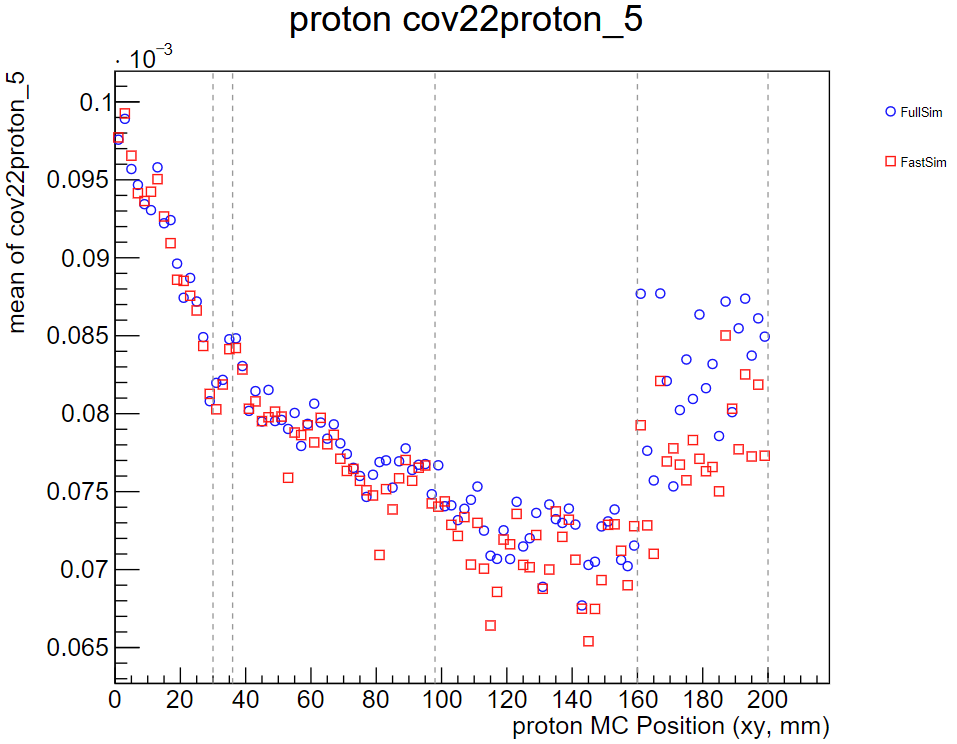 proton cov22proton_5
· 10⁻³
mean of cov22proton_5
0.1
0.095
0.09
0.085
0.08
0.075
0.07
0.065
0 20 40 60 80 100 120 140 160 180 200
proton MC Position (xy, mm)
FullSim
FastSim